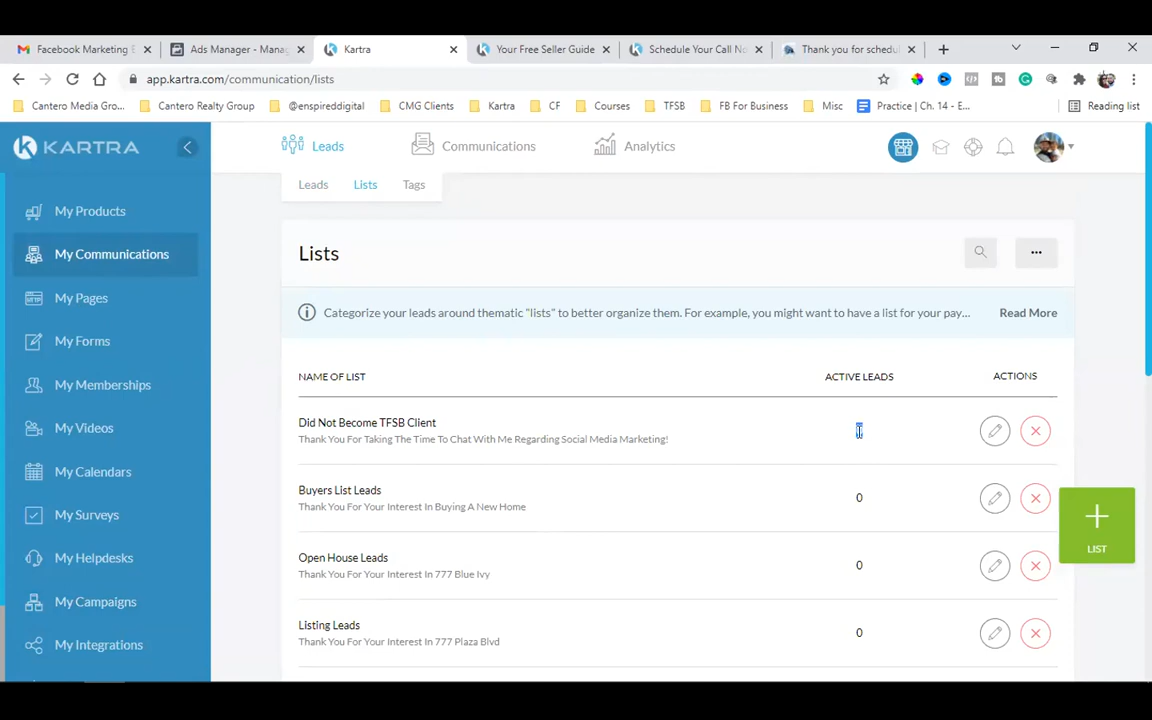 Facebook Marketing E
Ads Manager - Manag
Kartra
Your Free Seller Guide
Schedule Your Call No
Thank you for schedul
app.kartra.com/communication/lists
Cantero Media Gro...
Cantero Realty Group
@enspireddigital
CMG Clients
Kartra
CF
Courses
TFSB
FB For Business
Misc
Practice | Ch. 14 - E...
Reading list
KARTRA
Leads
Communications
Analytics
Leads
Lists
Tags
My Products
My Communications
My Pages
My Forms
My Memberships
My Videos
My Calendars
My Surveys
My Helpdesks
My Campaigns
My Integrations
Lists
Categorize your leads around thematic "lists" to better organize them. For example, you might want to have a list for your pay...
Read More
NAME OF LIST
ACTIVE LEADS
ACTIONS
Did Not Become TFSB Client
Thank You For Taking The Time To Chat With Me Regarding Social Media Marketing!
Buyers List Leads
0
Thank You For Your Interest In Buying A New Home
Open House Leads
0
Thank You For Your Interest In 777 Blue Ivy
Listing Leads
0
Thank You For Your Interest In 777 Plaza Blvd
LIST